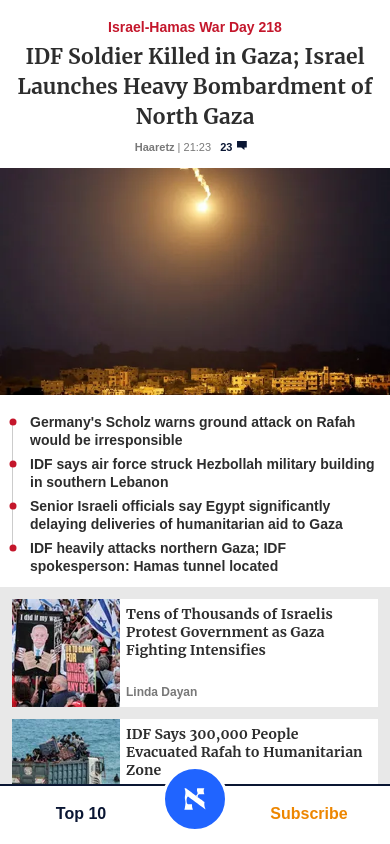 Israel-Hamas War Day 218
IDF Soldier Killed in Gaza; Israel
Launches Heavy Bombardment of
North Gaza
Haaretz | 21:23 23
Germany's Scholz warns ground attack on Rafah
would be irresponsible
IDF says air force struck Hezbollah military building
in southern Lebanon
Senior Israeli officials say Egypt significantly
delaying deliveries of humanitarian aid to Gaza
IDF heavily attacks northern Gaza; IDF
spokesperson: Hamas tunnel located
I did it my way
Tens of Thousands of Israelis
Protest Government as Gaza
Fighting Intensifies
Linda Dayan
IDF Says 300,000 People
Evacuated Rafah to Humanitarian
Zone
Top 10
Subscribe